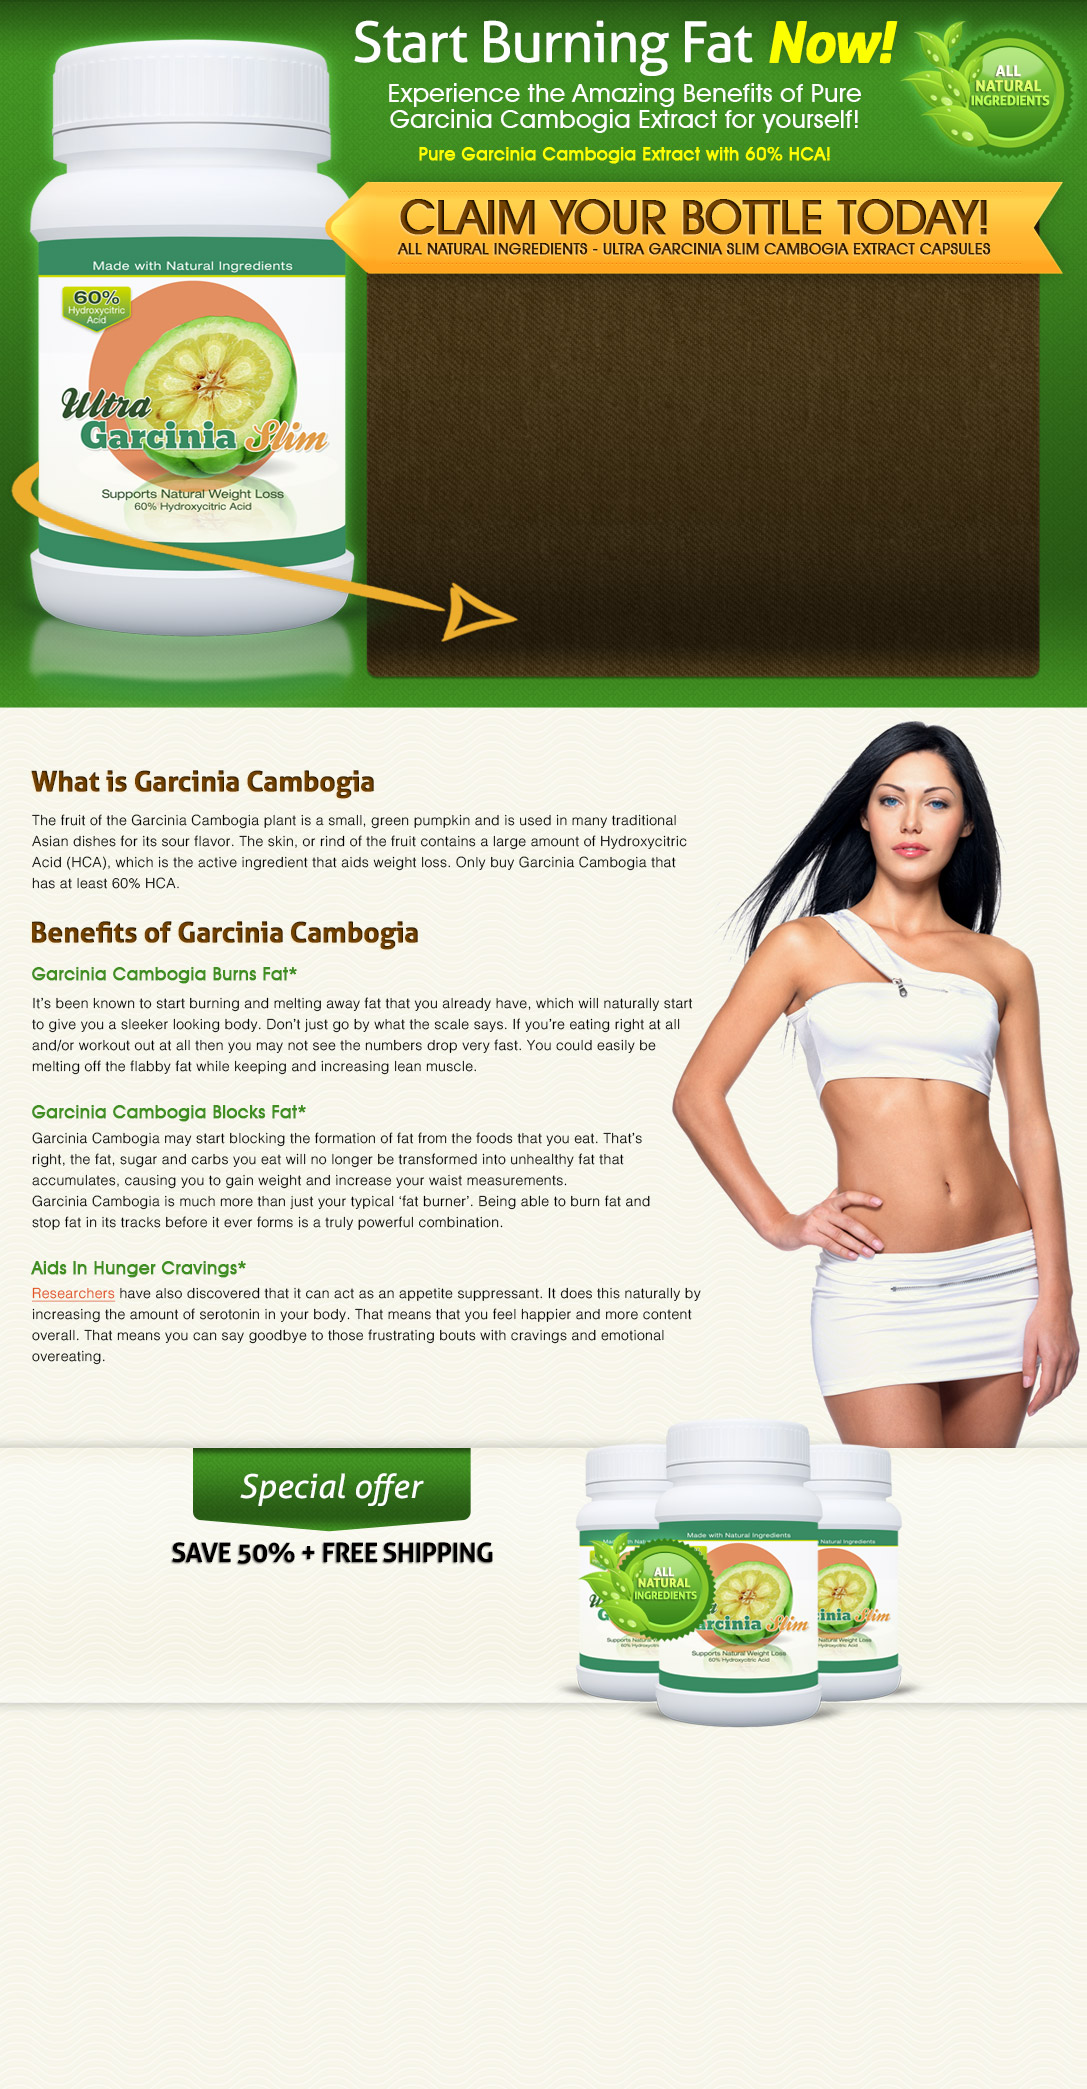 Start Burning Fat Now!
Experience the Amazing Benefits of Pure
Garcinia Cambogia Extract for yourself!
Pure Garcinia Cambogia Extract with 60% HCA!
ALL
NATURAL
INGREDIENTS
CLAIM YOUR BOTTLE TODAY!
ALL NATURAL INGREDIENTS - ULTRA GARCINIA SLIM CAMBOGIA EXTRACT CAPSULES
Made with Natural Ingredients
60%
Hydroxycitric
Acid
Ultra
Garcinia Slim
Supports Natural Weight Loss
60% Hydroxycitric Acid
What is Garcinia Cambogia
The fruit of the Garcinia Cambogia plant is a small, green pumpkin and is used in many traditional
Asian dishes for its sour flavor. The skin, or rind of the fruit contains a large amount of Hydroxycitric
Acid (HCA), which is the active ingredient that aids weight loss. Only buy Garcinia Cambogia that
has at least 60% HCA.
Benefits of Garcinia Cambogia
Garcinia Cambogia Burns Fat*
It's been known to start burning and melting away fat that you already have, which will naturally start
to give you a sleeker looking body. Don't just go by what the scale says. If you're eating right at all
and/or workout out at all then you may not see the numbers drop very fast. You could easily be
melting off the flabby fat while keeping and increasing lean muscle.
Garcinia Cambogia Blocks Fat*
Garcinia Cambogia may start blocking the formation of fat from the foods that you eat. That's
right, the fat, sugar and carbs you eat will no longer be transformed into unhealthy fat that
accumulates, causing you to gain weight and increase your waist measurements.
Garcinia Cambogia is much more than just your typical 'fat burner'. Being able to burn fat and
stop fat in its tracks before it ever forms is a truly powerful combination.
Aids In Hunger Cravings*
Researchers have also discovered that it can act as an appetite suppressant. It does this naturally by
increasing the amount of serotonin in your body. That means that you feel happier and more content
overall. That means you can say goodbye to those frustrating bouts with cravings and emotional
overeating.
Special offer
SAVE 50% + FREE SHIPPING
Made with Natural Ingredients
Natural Ingredients
ALL
NATURAL
INGREDIENTS
arcinia Slim
inia Slim
Supports Natural Weight Loss
60% Hydroxycitric Acid
Natural Weight Loss
Hydroxycitric Acid